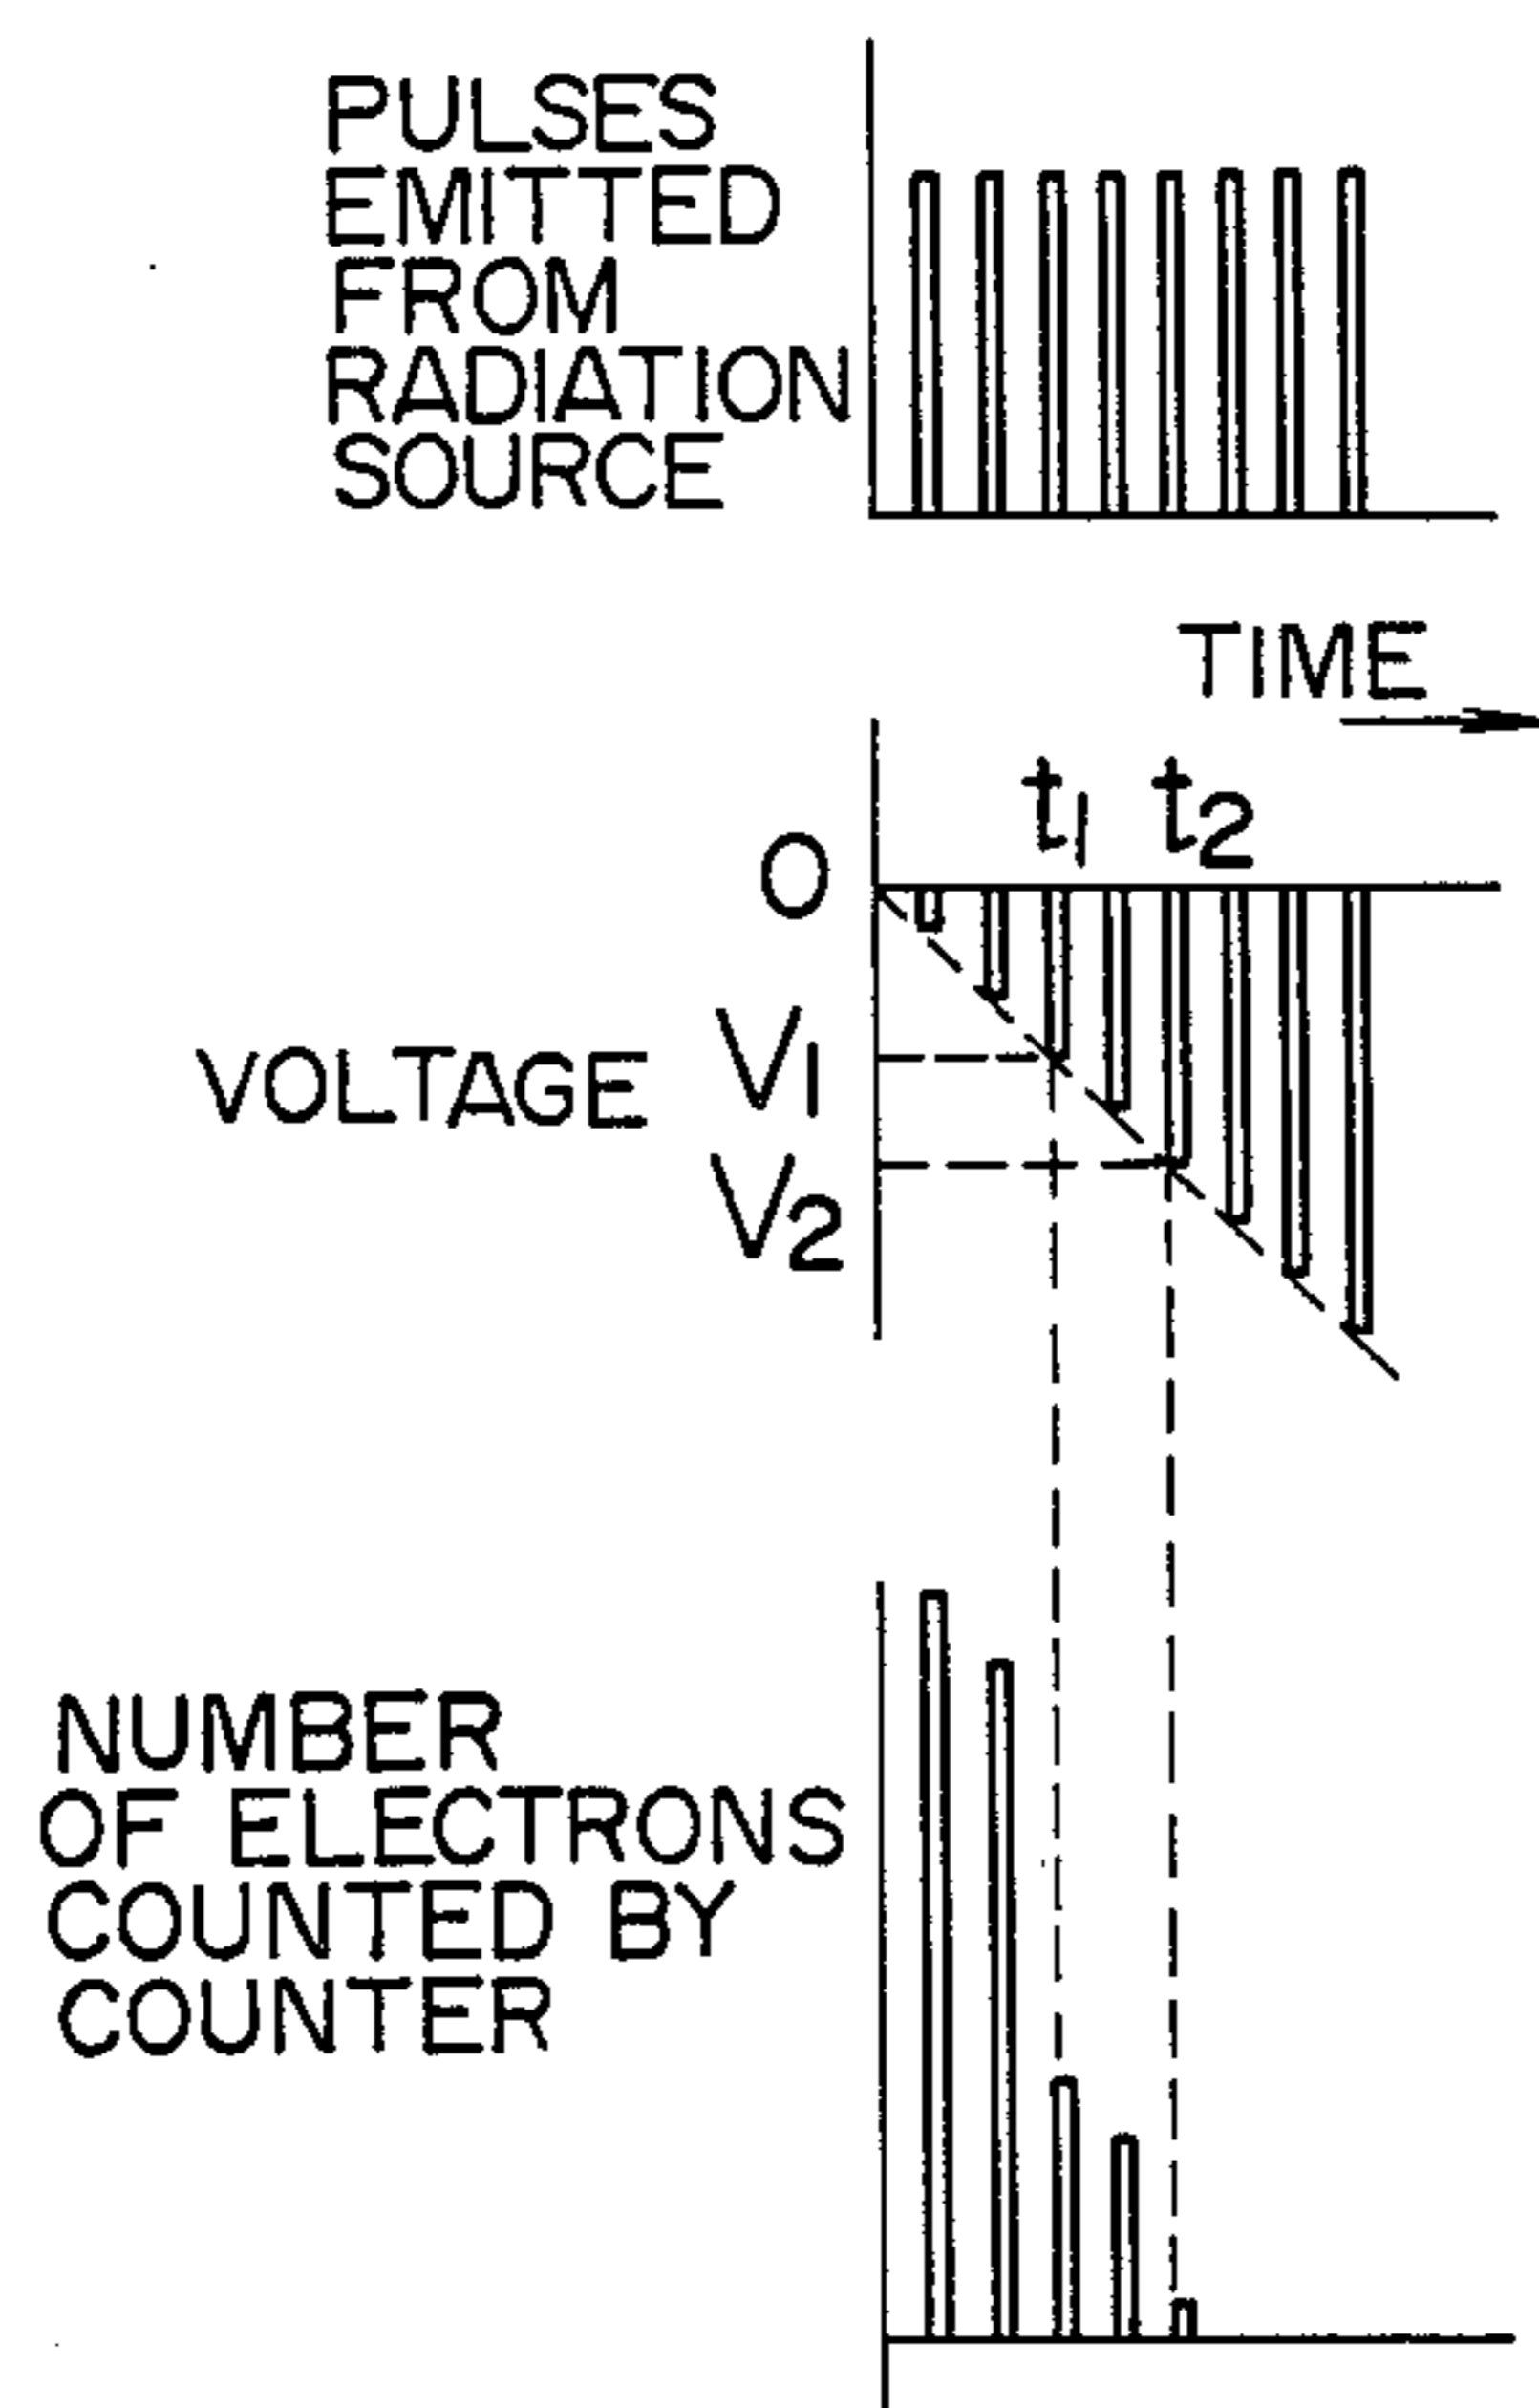 PULSES
EMITTED
FROM
RADIATION
SOURCE
TIME
t1 t2
0
VOLTAGE V1
V2
NUMBER
OF ELECTRONS
COUNTED BY
COUNTER